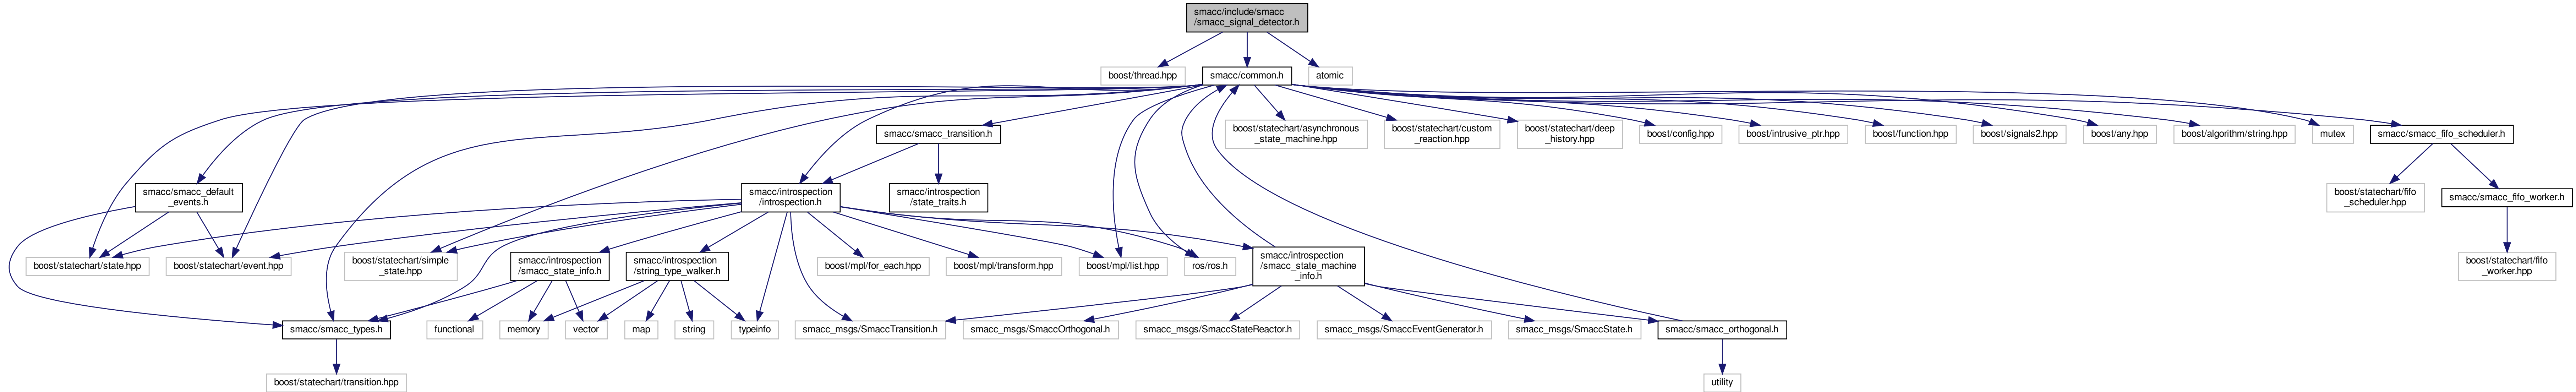 smacc/include/smacc
/smacc_signal_detector.h
boost/thread.hpp
smacc/common.h
atomic
smacc/smacc_transition.h
boost/statechart/asynchronous
_state_machine.hpp
boost/statechart/custom
_reaction.hpp
boost/statechart/deep
_history.hpp
boost/config.hpp
boost/intrusive_ptr.hpp
boost/function.hpp
boost/signals2.hpp
boost/any.hpp
boost/algorithm/string.hpp
mutex
smacc/smacc_fifo_scheduler.h
smacc/smacc_default
_events.h
smacc/introspection
/introspection.h
smacc/introspection
/state_traits.h
boost/statechart/fifo
_scheduler.hpp
smacc/smacc_fifo_worker.h
boost/statechart/state.hpp
boost/statechart/event.hpp
boost/statechart/simple
_state.hpp
smacc/introspection
/smacc_state_info.h
smacc/introspection
/string_type_walker.h
boost/mpl/for_each.hpp
boost/mpl/transform.hpp
boost/mpl/list.hpp
ros/ros.h
smacc/introspection
/smacc_state_machine
_info.h
boost/statechart/fifo
_worker.hpp
smacc/smacc_types.h
functional
memory
vector
map
string
typeinfo
smacc_msgs/SmaccTransition.h
smacc_msgs/SmaccOrthogonal.h
smacc_msgs/SmaccStateReactor.h
smacc_msgs/SmaccEventGenerator.h
smacc_msgs/SmaccState.h
smacc/smacc_orthogonal.h
boost/statechart/transition.hpp
utility